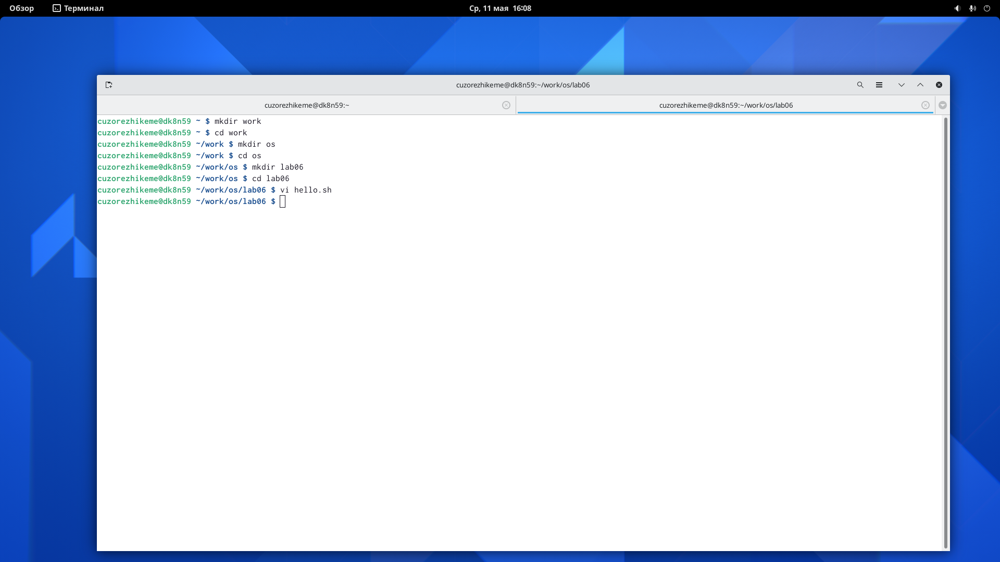 Обзор Терминал Ср, 11 мая 16:08
cuzorezhikeme@dk8n59:~/work/os/lab06
cuzorezhikeme@dk8n59:~ cuzorezhikeme@dk8n59:~/work/os/lab06
cuzorezhikeme@dk8n59 ~ $ mkdir work
cuzorezhikeme@dk8n59 ~ $ cd work
cuzorezhikeme@dk8n59 ~/work $ mkdir os
cuzorezhikeme@dk8n59 ~/work $ cd os
cuzorezhikeme@dk8n59 ~/work/os $ mkdir lab06
cuzorezhikeme@dk8n59 ~/work/os $ cd lab06
cuzorezhikeme@dk8n59 ~/work/os/lab06 $ vi hello.sh
cuzorezhikeme@dk8n59 ~/work/os/lab06 $